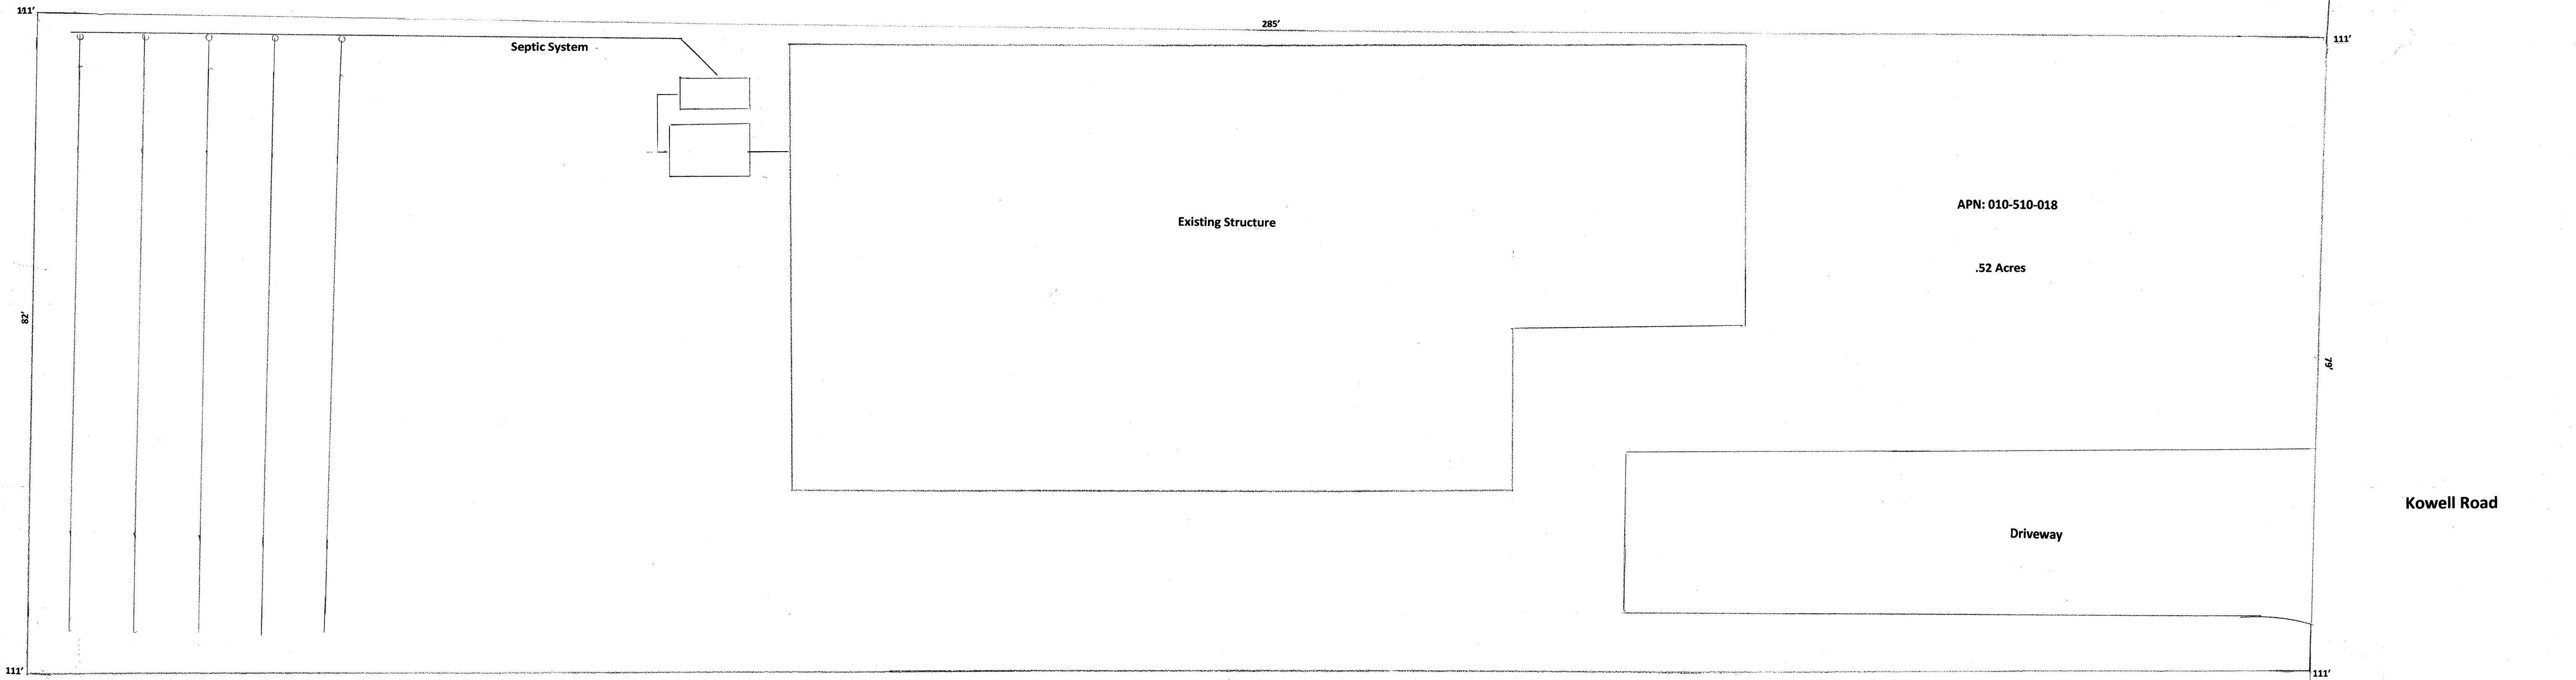 111'
285'
111'
Septic System
Existing Structure
APN: 010-510-018
.52 Acres
82'
79'
Kowell Road
Driveway
111'
111'